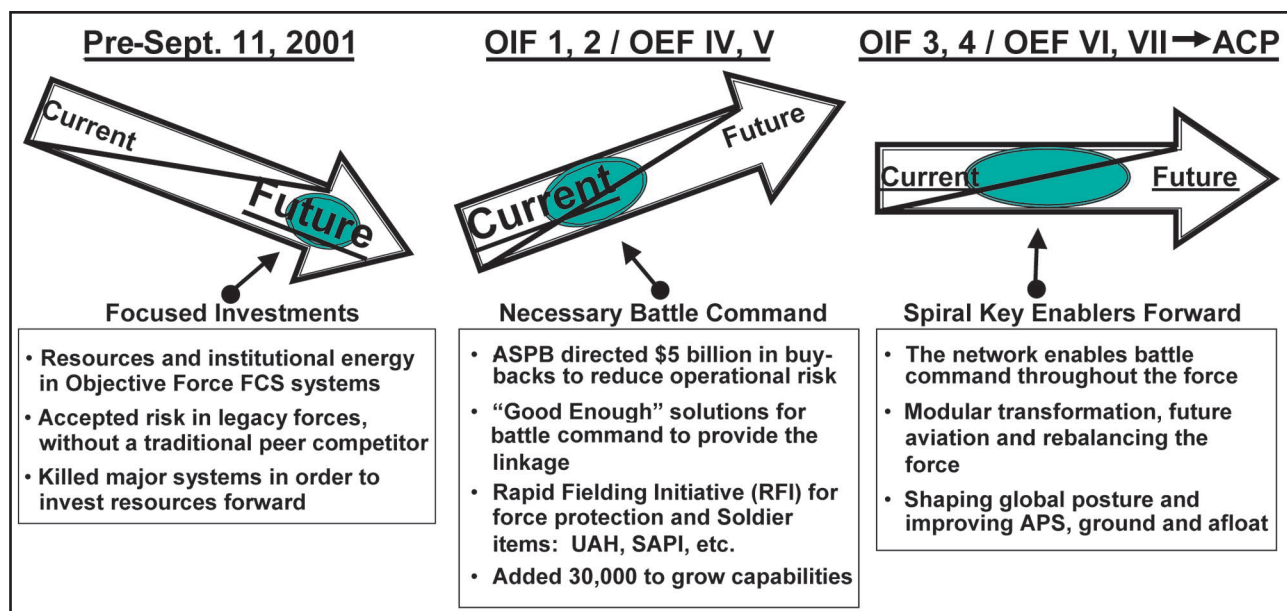 Pre-Sept. 11, 2001
Current
Future
Focused Investments
• Resources and institutional energy
in Objective Force FCS systems
• Accepted risk in legacy forces,
without a traditional peer competitor
• Killed major systems in order to
invest resources forward
OIF 1, 2 / OEF IV, V
Current
Future
Necessary Battle Command
• ASPB directed $5 billion in buy-
backs to reduce operational risk
• “Good Enough” solutions for
battle command to provide the
linkage
• Rapid Fielding Initiative (RFI) for
force protection and Soldier
items: UAH, SAPI, etc.
• Added 30,000 to grow capabilities
OIF 3, 4 / OEF VI, VII → ACP
Current
Future
Spiral Key Enablers Forward
• The network enables battle
command throughout the force
• Modular transformation, future
aviation and rebalancing the
force
• Shaping global posture and
improving APS, ground and afloat